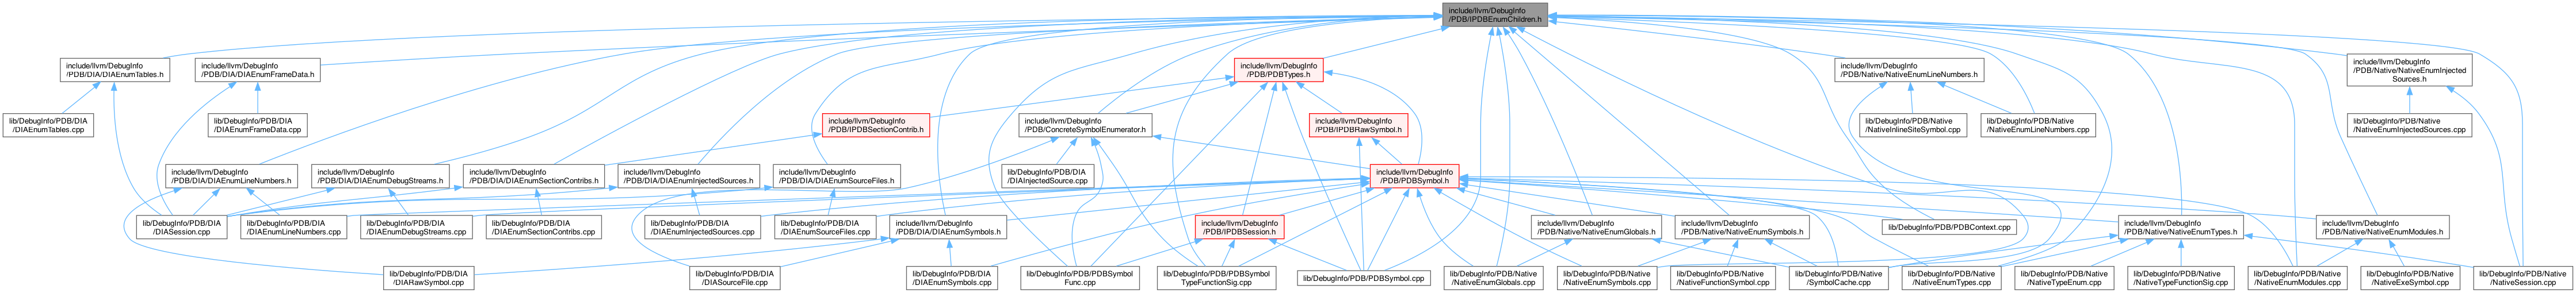 include/llvm/DebugInfo
/PDB/IPDBEnumChildren.h
include/llvm/DebugInfo
/PDB/DIA/DIAEnumTables.h
include/llvm/DebugInfo
/PDB/DIA/DIAEnumFrameData.h
include/llvm/DebugInfo
/PDB/PDBTypes.h
include/llvm/DebugInfo
/PDB/Native/NativeEnumLineNumbers.h
include/llvm/DebugInfo
/PDB/Native/NativeEnumInjected
Sources.h
lib/DebugInfo/PDB/DIA
/DIAEnumTables.cpp
lib/DebugInfo/PDB/DIA
/DIAEnumFrameData.cpp
include/llvm/DebugInfo
/PDB/IPDBSectionContrib.h
include/llvm/DebugInfo
/PDB/ConcreteSymbolEnumerator.h
include/llvm/DebugInfo
/PDB/IPDBRawSymbol.h
lib/DebugInfo/PDB/Native
/NativeInlineSiteSymbol.cpp
lib/DebugInfo/PDB/Native
/NativeEnumLineNumbers.cpp
lib/DebugInfo/PDB/Native
/NativeEnumInjectedSources.cpp
include/llvm/DebugInfo
/PDB/DIA/DIAEnumLineNumbers.h
include/llvm/DebugInfo
/PDB/DIA/DIAEnumDebugStreams.h
include/llvm/DebugInfo
/PDB/DIA/DIAEnumSectionContribs.h
include/llvm/DebugInfo
/PDB/DIA/DIAEnumInjectedSources.h
include/llvm/DebugInfo
/PDB/DIA/DIAEnumSourceFiles.h
lib/DebugInfo/PDB/DIA
/DIAInjectedSource.cpp
include/llvm/DebugInfo
/PDB/PDBSymbol.h
lib/DebugInfo/PDB/DIA
/DIASession.cpp
lib/DebugInfo/PDB/DIA
/DIAEnumLineNumbers.cpp
lib/DebugInfo/PDB/DIA
/DIAEnumDebugStreams.cpp
lib/DebugInfo/PDB/DIA
/DIAEnumSectionContribs.cpp
lib/DebugInfo/PDB/DIA
/DIAEnumInjectedSources.cpp
lib/DebugInfo/PDB/DIA
/DIAEnumSourceFiles.cpp
include/llvm/DebugInfo
/PDB/DIA/DIAEnumSymbols.h
include/llvm/DebugInfo
/PDB/IPDBSession.h
include/llvm/DebugInfo
/PDB/Native/NativeEnumGlobals.h
include/llvm/DebugInfo
/PDB/Native/NativeEnumSymbols.h
lib/DebugInfo/PDB/PDBContext.cpp
include/llvm/DebugInfo
/PDB/Native/NativeEnumTypes.h
include/llvm/DebugInfo
/PDB/Native/NativeEnumModules.h
lib/DebugInfo/PDB/DIA
/DIARawSymbol.cpp
lib/DebugInfo/PDB/DIA
/DIASourceFile.cpp
lib/DebugInfo/PDB/DIA
/DIAEnumSymbols.cpp
lib/DebugInfo/PDB/PDBSymbol
Func.cpp
lib/DebugInfo/PDB/PDBSymbol
TypeFunctionSig.cpp
lib/DebugInfo/PDB/PDBSymbol.cpp
lib/DebugInfo/PDB/Native
/NativeEnumGlobals.cpp
lib/DebugInfo/PDB/Native
/NativeEnumSymbols.cpp
lib/DebugInfo/PDB/Native
/NativeFunctionSymbol.cpp
lib/DebugInfo/PDB/Native
/SymbolCache.cpp
lib/DebugInfo/PDB/Native
/NativeEnumTypes.cpp
lib/DebugInfo/PDB/Native
/NativeTypeEnum.cpp
lib/DebugInfo/PDB/Native
/NativeTypeFunctionSig.cpp
lib/DebugInfo/PDB/Native
/NativeEnumModules.cpp
lib/DebugInfo/PDB/Native
/NativeExeSymbol.cpp
lib/DebugInfo/PDB/Native
/NativeSession.cpp